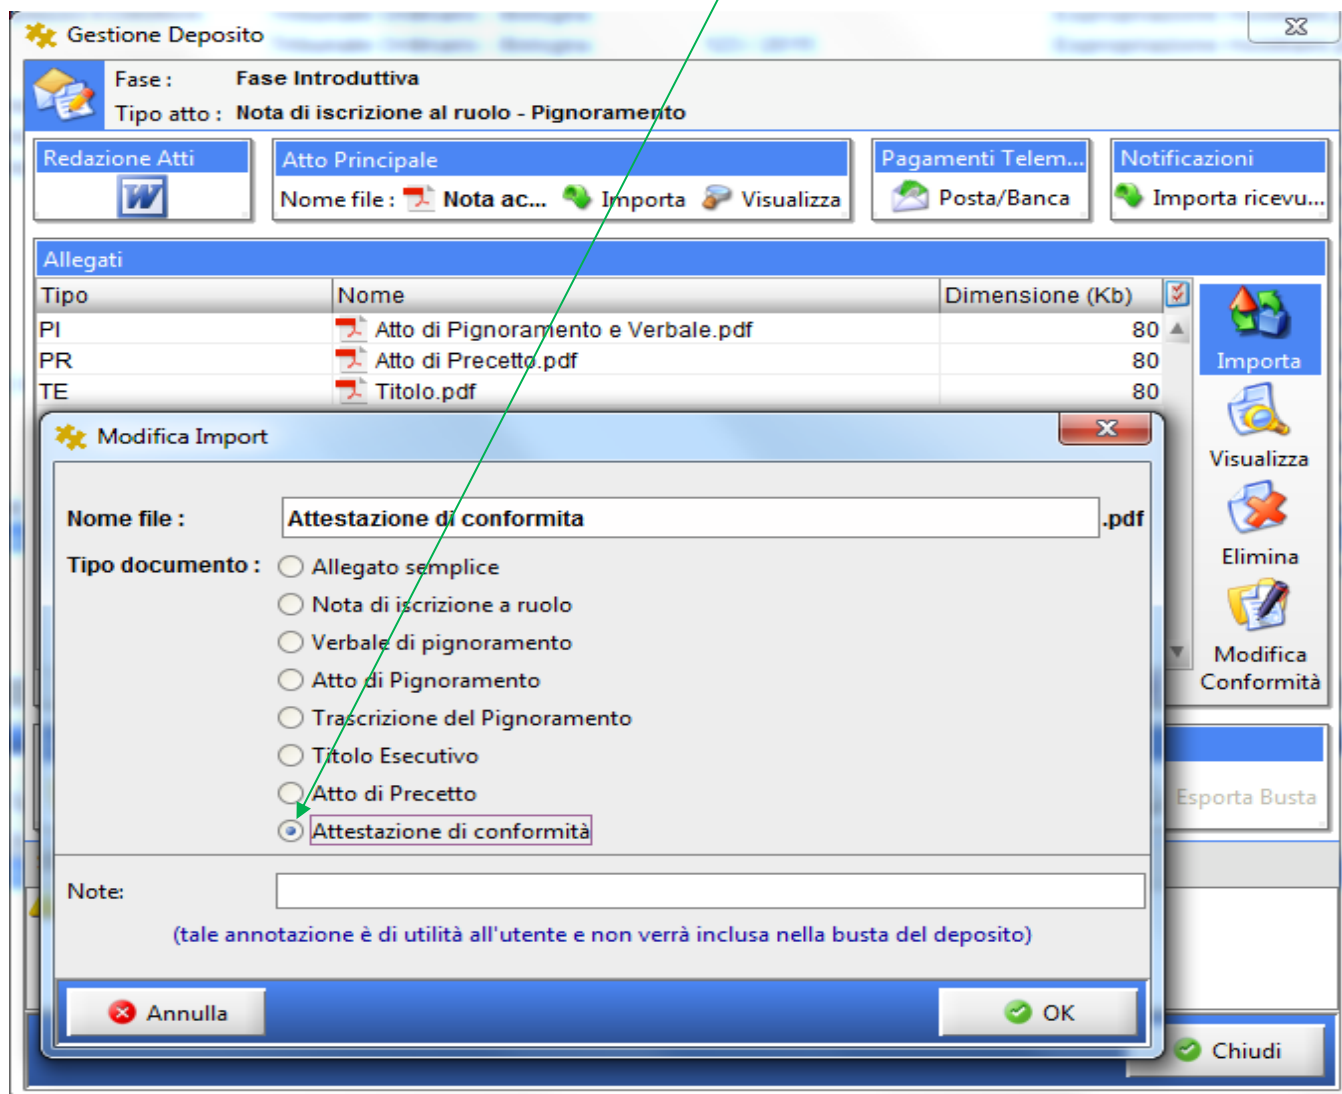 Gestione Deposito
Fase : Fase Introduttiva
Tipo atto : Nota di iscrizione al ruolo - Pignoramento
Redazione Atti
Atto Principale
Pagamenti Telem...
Notificazioni
Nome file : Nota ac... Importa Visualizza
Posta/Banca
Importa ricevu...
Allegati
Tipo Nome Dimensione (Kb)
PI Atto di Pignoramento e Verbale.pdf 80
PR Atto di Precetto.pdf 80
TE Titolo.pdf 80
Importa
Visualizza
Elimina
Modifica
Conformità
Modifica Import
Nome file : Attestazione di conformita .pdf
Tipo documento : Allegato semplice
Nota di iscrizione a ruolo
Verbale di pignoramento
Atto di Pignoramento
Trascrizione del Pignoramento
Titolo Esecutivo
Atto di Precetto
Attestazione di conformità
Esporta Busta
Note:
(tale annotazione è di utilità all'utente e non verrà inclusa nella busta del deposito)
Annulla OK
Chiudi